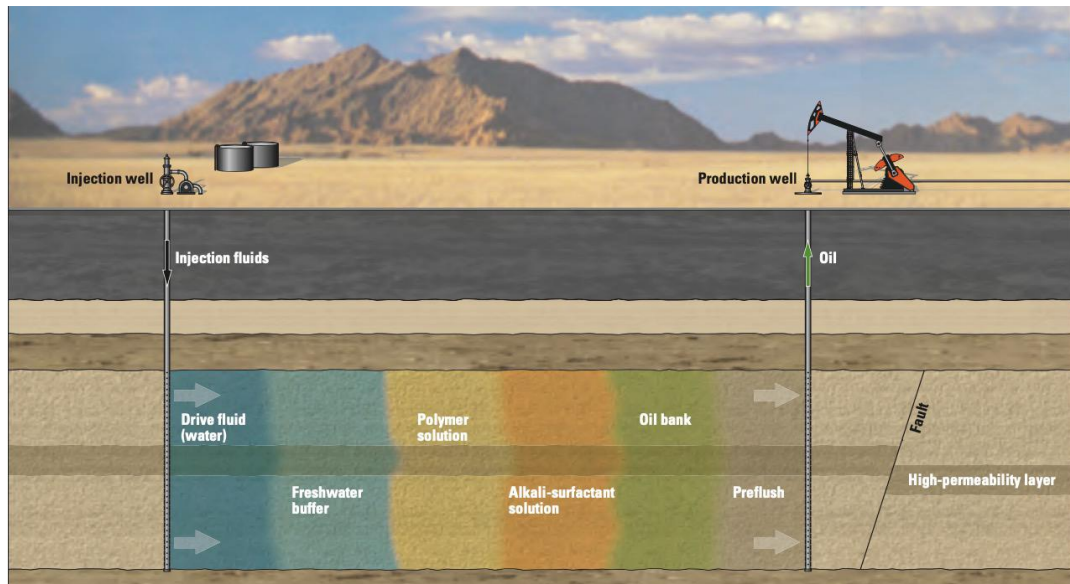 Injection well
Production well
Injection fluids
Oil
Drive fluid
(water)
Polymer
solution
Oil bank
Fault
High-permeability layer
Freshwater
buffer
Alkali-surfactant
solution
Preflush